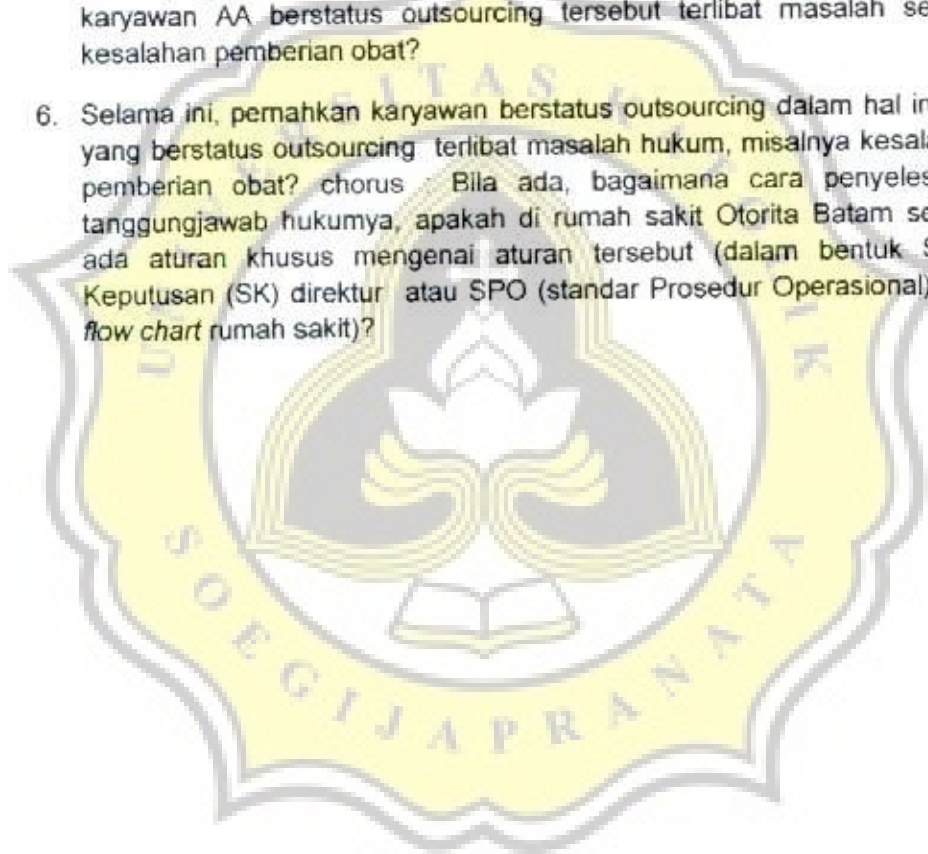 karyawan AA berstatus outsourcing tersebut terlibat masalah se
kesalahan pemberian obat?
6. Selama ini, pernahkan karyawan berstatus outsourcing dalam hal in
yang berstatus outsourcing terlibat masalah hukum, misalnya kesal
pemberian obat? chorus Bila ada, bagaimana cara penyeles
tanggungjawab hukumya, apakah di rumah sakit Otorita Batam se
ada aturan khusus mengenai aturan tersebut (dalam bentuk S
Keputusan (SK) direktur atau SPO (standar Prosedur Operasional)
flow chart rumah sakit)?
SOEGIJAPRANATA